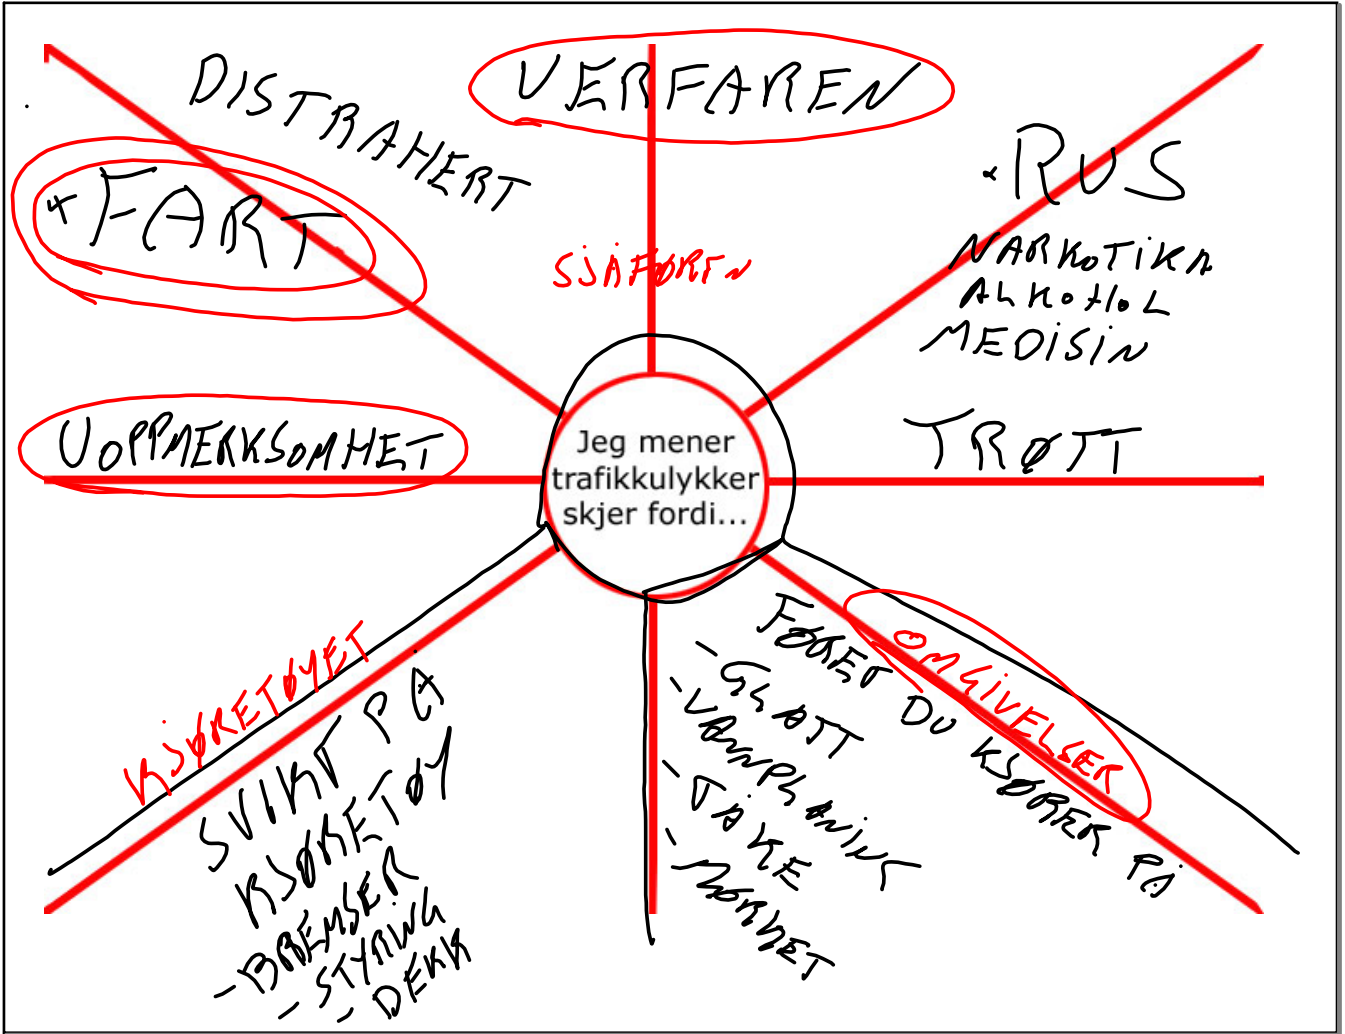 DISTRAHERT
UERFAREN
RUS
FART
SJÅFØREN
NARKOTIKA
ALKOHOL
MEDISIN
UOPPMERKSOMHET
TRØTT
Jeg mener
trafikkulykker
skjer fordi...
KJØRETØYET
SVIKT PÅ
KJØRETØY
- BREMSER
- STYRING
- DEKK
OMGIVELSER
FØRET DU KJØRER PÅ
- GLATT
- VANNPLANING
- TÅKE
- MØRKET